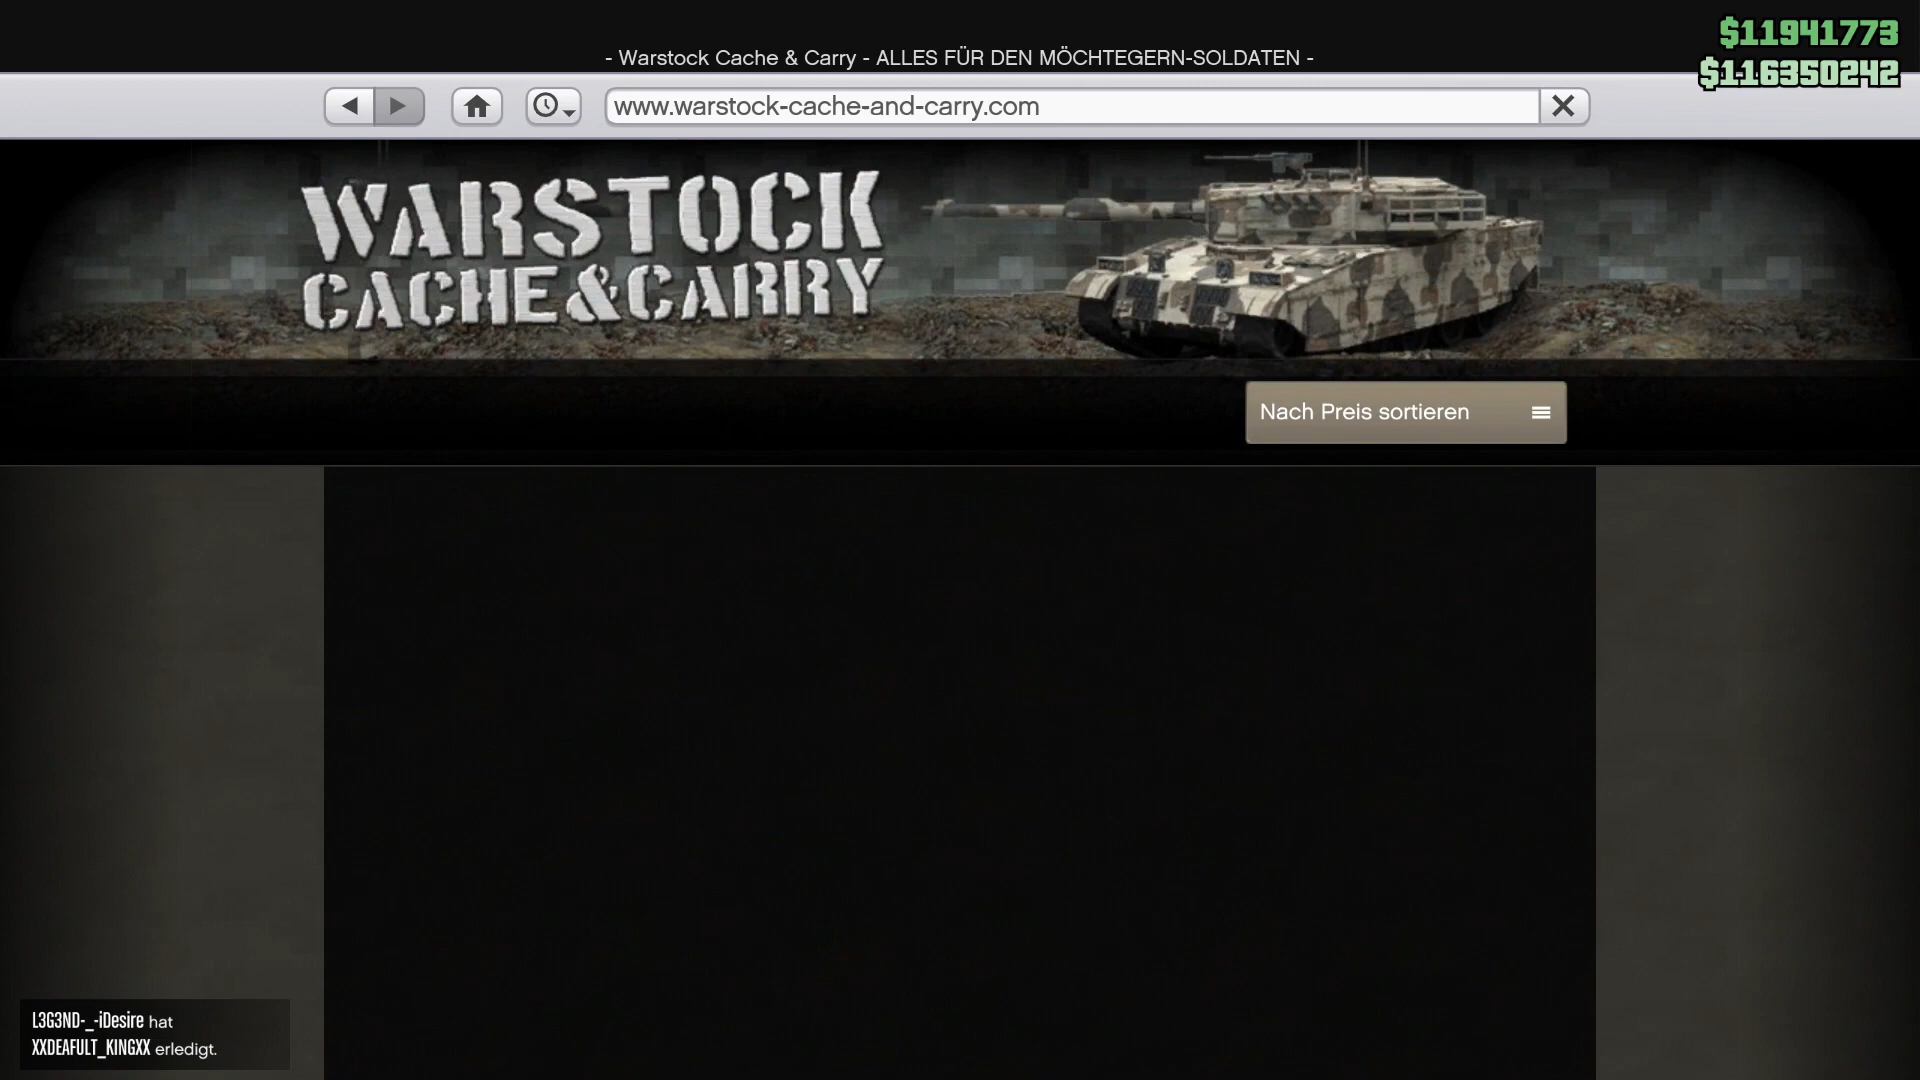 $11941773
- Warstock Cache & Carry - ALLES FÜR DEN MÖCHTEGERN-SOLDATEN -
$116350242
www.warstock-cache-and-carry.com
WARSTOCK
CACHE&CARRY
Nach Preis sortieren
L3G3ND-_-iDesire hat
XXDEAFULT_KINGXX erledigt.